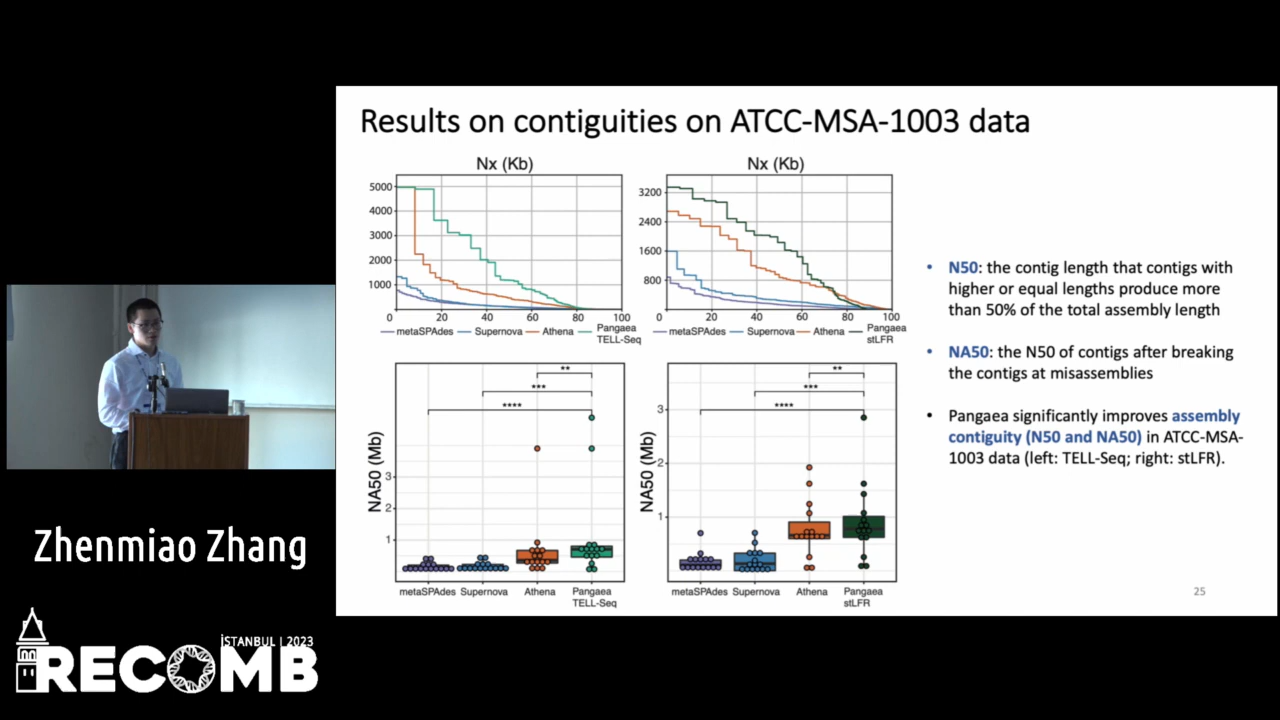 Results on contiguities on ATCC-MSA-1003 data
Nx (Kb)
5000
4000
3000
2000
1000
20
40
60
80
100
metaSPAdes
Supernova
Athena
Pangaea
TELL-Seq
Nx (Kb)
3200
2400
1600
800
20
40
60
80
100
metaSPAdes
Supernova
Athena
Pangaea
stLFR
NA50 (Mb)
3
2
1
**
***
****
metaSPAdes
Supernova
Athena
Pangaea
TELL-Seq
NA50 (Mb)
3
2
1
**
***
****
metaSPAdes
Supernova
Athena
Pangaea
stLFR
• N50: the contig length that contigs with
higher or equal lengths produce more
than 50% of the total assembly length
• NA50: the N50 of contigs after breaking
the contigs at misassemblies
• Pangaea significantly improves assembly
contiguity (N50 and NA50) in ATCC-MSA-
1003 data (left: TELL-Seq; right: stLFR).
25
Zhenmiao Zhang
İSTANBUL | 2023
RECOMB